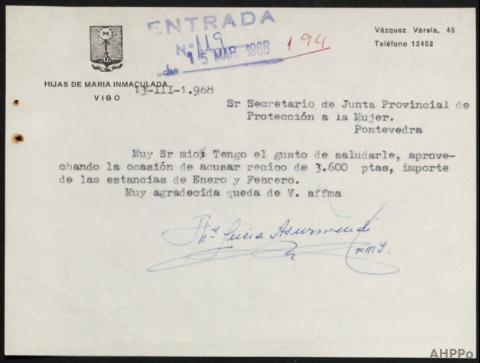 ENTRADA
N.º 119
15 MAR 1968
194
Vázquez Varela, 45
Teléfono 12452
HIJAS DE MARIA INMACULADA
VIGO
13-III-1.968
Sr Secretario de Junta Provincial de
Protección a la Mujer.
Pontevedra
Muy Sr mio: Tengo el gusto de saludarle, aprove-
chando la ocasión de acusar recibo de 3.600 ptas, importe
de las estancias de Enero y Febrero.
Muy agradecida queda de V. affma
Mª Lucia Azurmendi
AHPPo